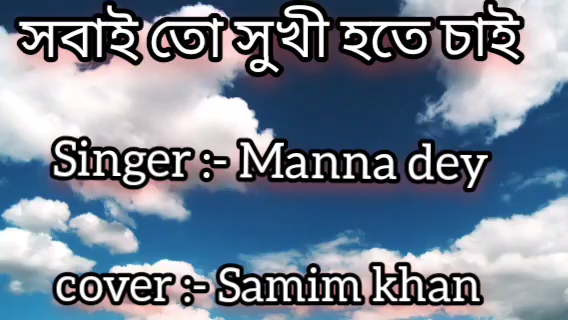 সবাই তো সুখী হতে চাই
Singer :- Manna dey
cover :- Samim khan